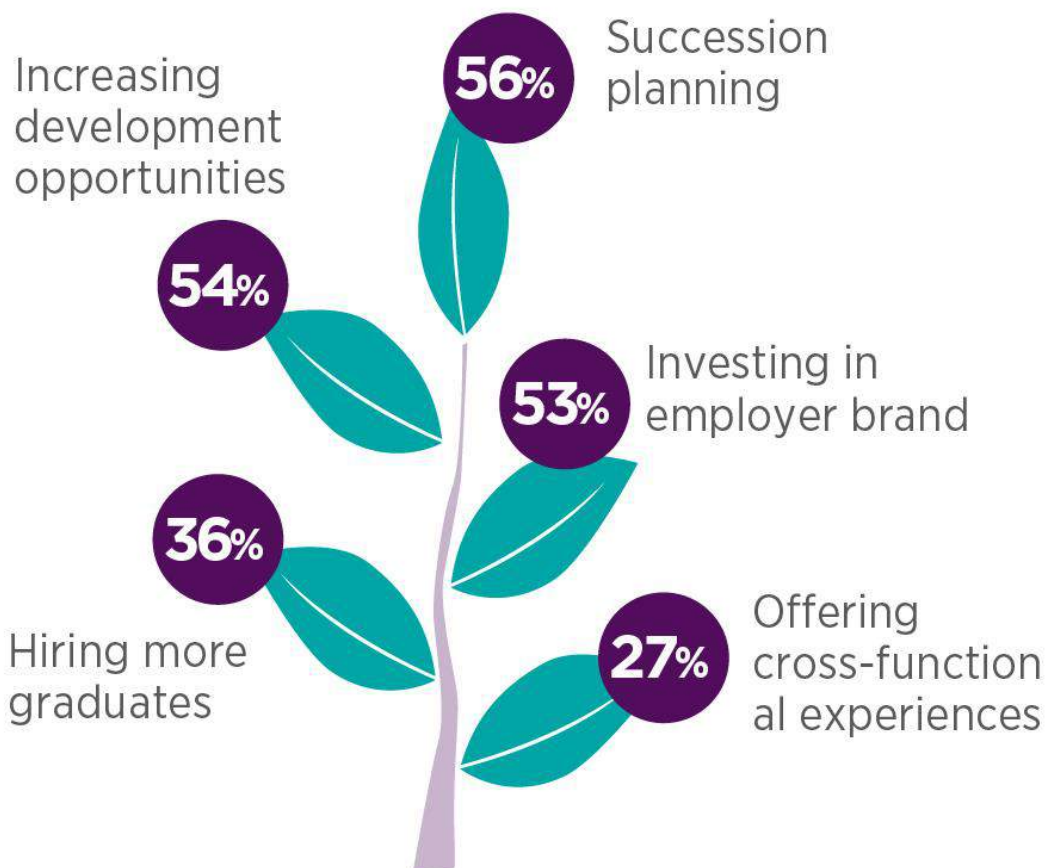 56%
Succession
planning
Increasing
development
opportunities
54%
53%
Investing in
employer brand
36%
Hiring more
graduates
27%
Offering
cross-function
al experiences